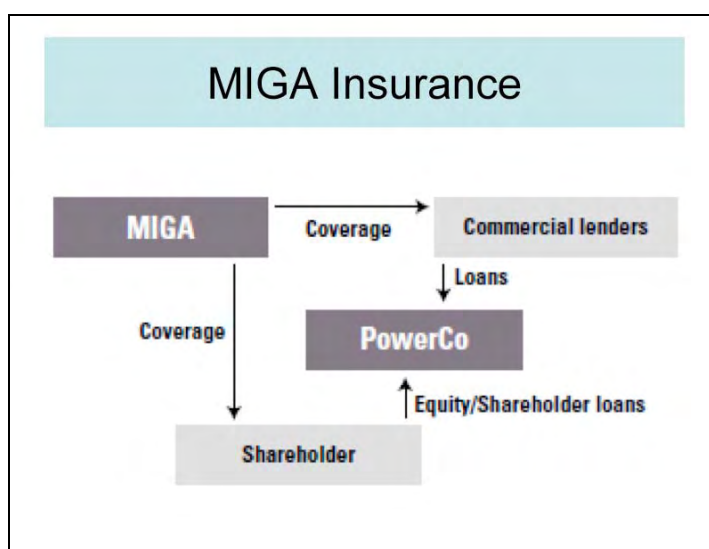 MIGA Insurance
MIGA
Coverage
Commercial lenders
Loans
Coverage
PowerCo
Equity/Shareholder loans
Shareholder